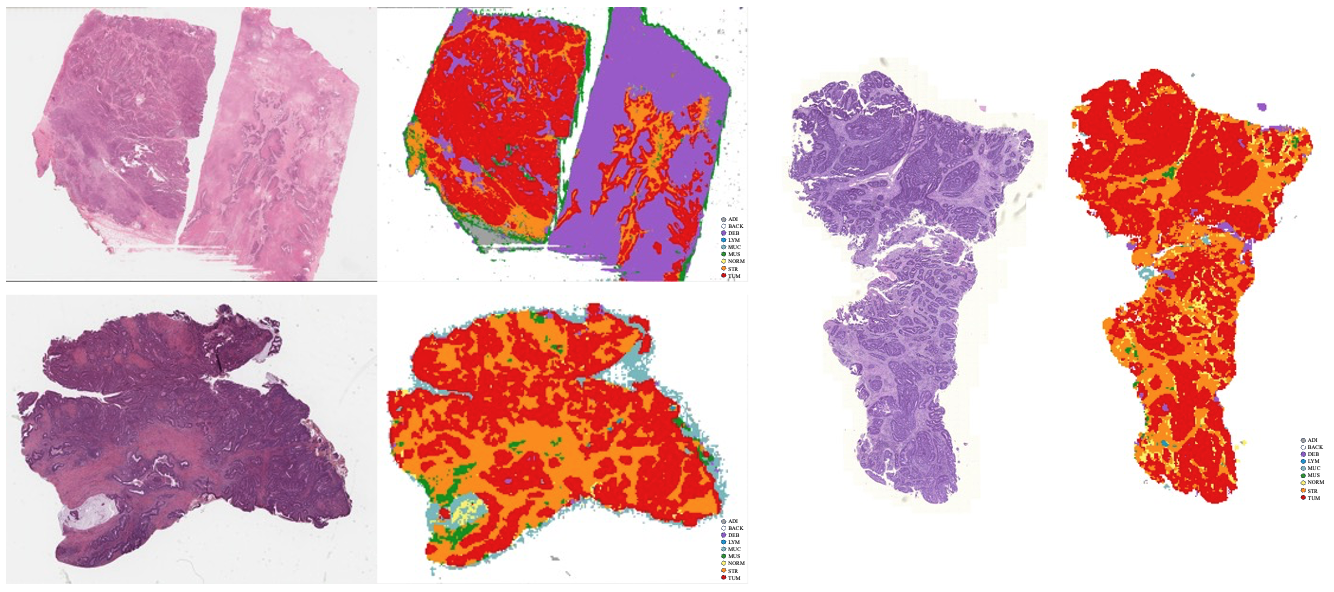 ADI
BACK
DEB
LYM
MUC
MUS
NORM
STR
TUM
ADI
BACK
DEB
LYM
MUC
MUS
NORM
STR
TUM
ADI
BACK
DEB
LYM
MUC
MUS
NORM
STR
TUM